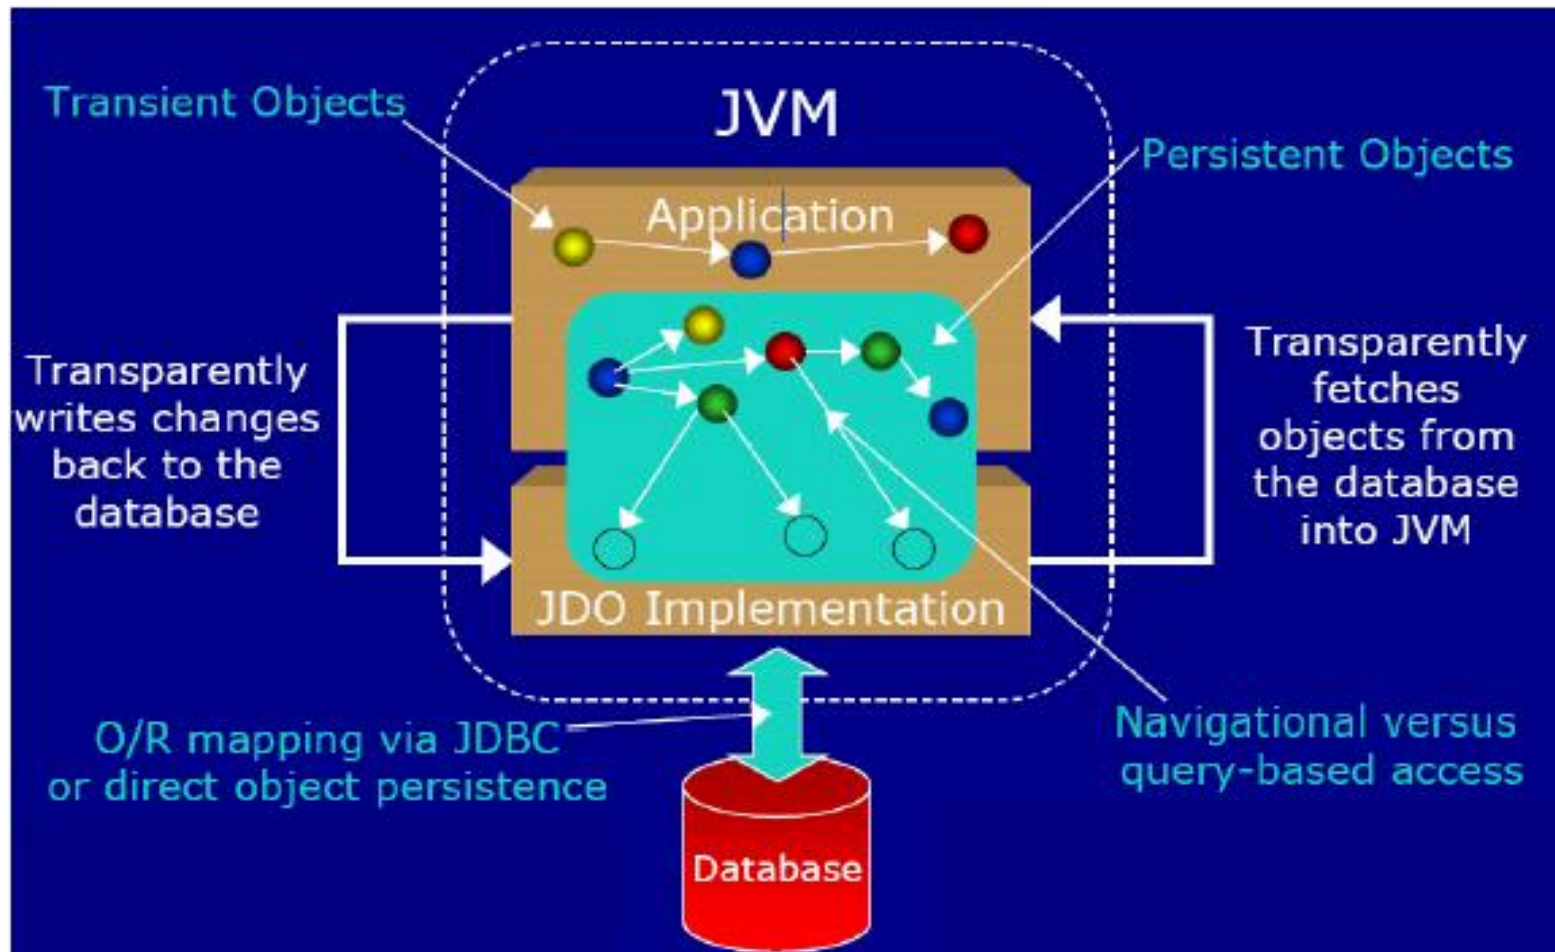 JVM
Transient Objects
Persistent Objects
Application
Transparently
writes changes
back to the
database
Transparently
fetches
objects from
the database
into JVM
JDO Implementation
O/R mapping via JDBC
or direct object persistence
Navigational versus
query-based access
Database